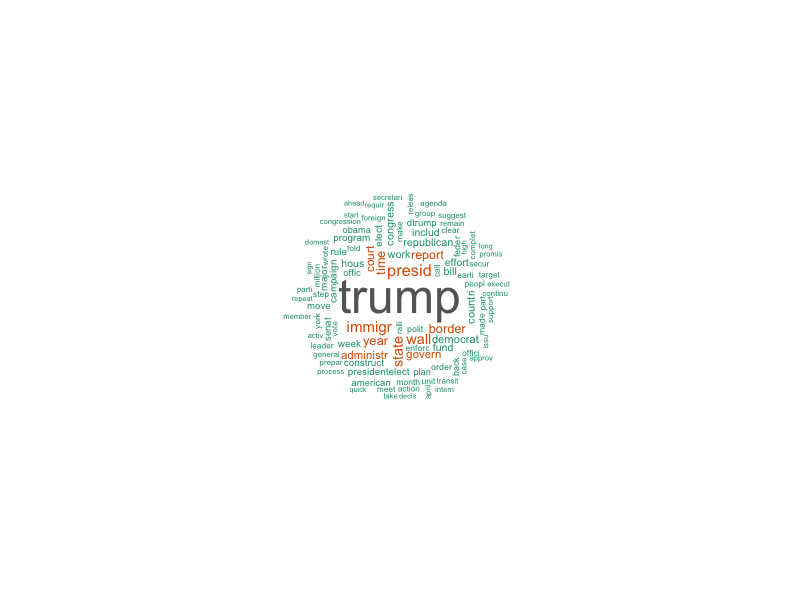 secretari
ahead
requir
releas
agenda
start
foreign
congress
group
suggest
congression
make
dtrump
remain
obama
elect
includ
clear
program
republican
domest
wrote
rule
told
court
time
work
report
feder
high
complet
long
promis
sign
million
major
hous
offic
presid
call
bill
effort
secur
earli
target
parti
step
campaign
trump
peopl
execut
repeat
move
countri
part
continu
support
member
york
senat
vote
immigr
ralli
polit
border
made
activ
leader
week
year
state
wall
democrat
issu
general
administr
enforc
fund
govern
offici
approv
prepar
construct
process
presidentelect
plan
order
back
case
american
month
unit
transit
quick
meet
action
april
intern
take
decis